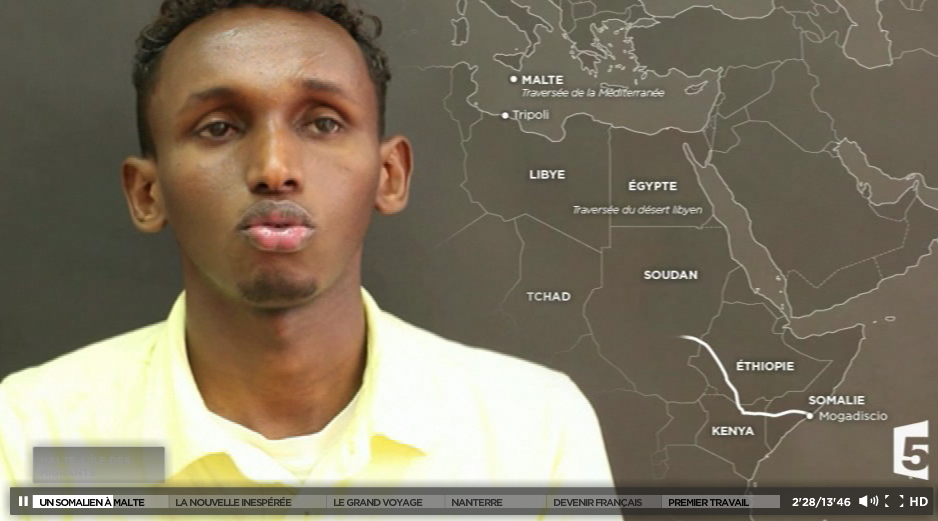 MALTE
Traversée de la Méditerranée
Tripoli
LIBYE
ÉGYPTE
Traversée du désert libyen
SOUDAN
TCHAD
ÉTHIOPIE
SOMALIE
Mogadiscio
KENYA
5
UN SOMALIEN À MALTE
LA NOUVELLE INESPÉRÉE
LE GRAND VOYAGE
NANTERRE
DEVENIR FRANÇAIS
PREMIER TRAVAIL
2'28/13'46
HD